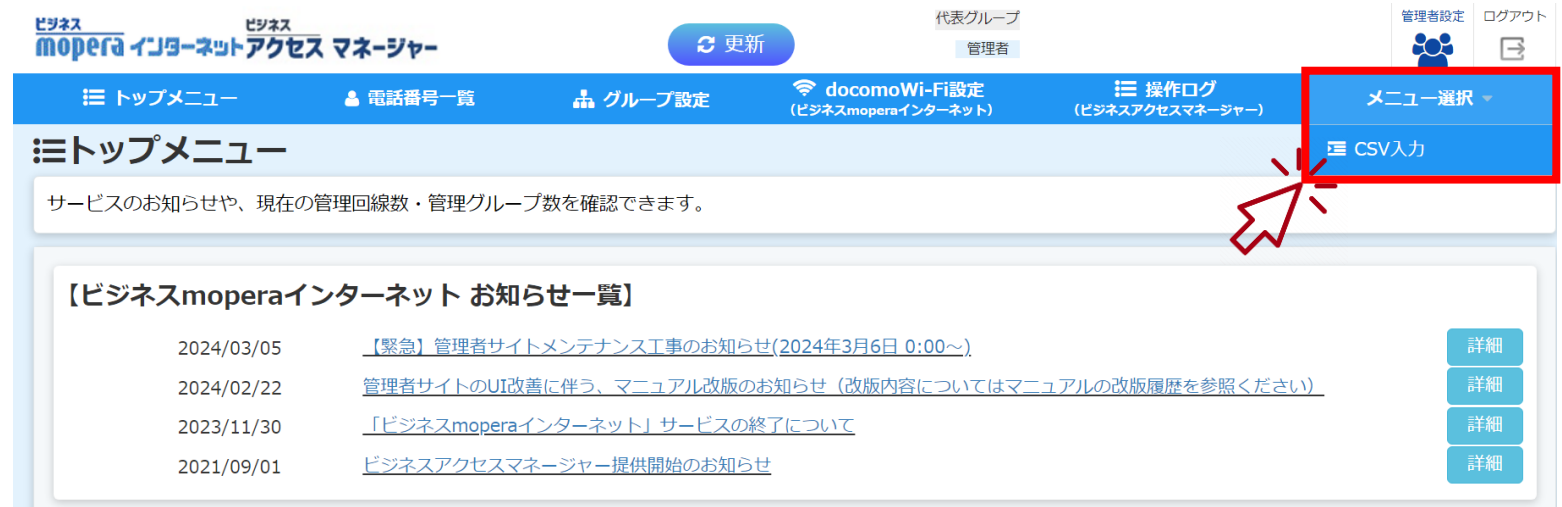 ビジネス ビジネス
mopera インターネット アクセス マネージャー
更新
代表グループ
管理者
管理者設定
ログアウト
トップメニュー
電話番号一覧
グループ設定
docomoWi-Fi設定
（ビジネスmoperaインターネット）
操作ログ
（ビジネスアクセスマネージャー）
メニュー選択
CSV入力
トップメニュー
サービスのお知らせや、現在の管理回線数・管理グループ数を確認できます。
【ビジネスmoperaインターネット お知らせ一覧】
2024/03/05 【緊急】管理者サイトメンテナンス工事のお知らせ(2024年3月6日 0:00～) 詳細
2024/02/22 管理者サイトのUI改善に伴う、マニュアル改版のお知らせ（改版内容についてはマニュアルの改版履歴を参照ください） 詳細
2023/11/30 「ビジネスmoperaインターネット」サービスの終了について 詳細
2021/09/01 ビジネスアクセスマネージャー提供開始のお知らせ 詳細